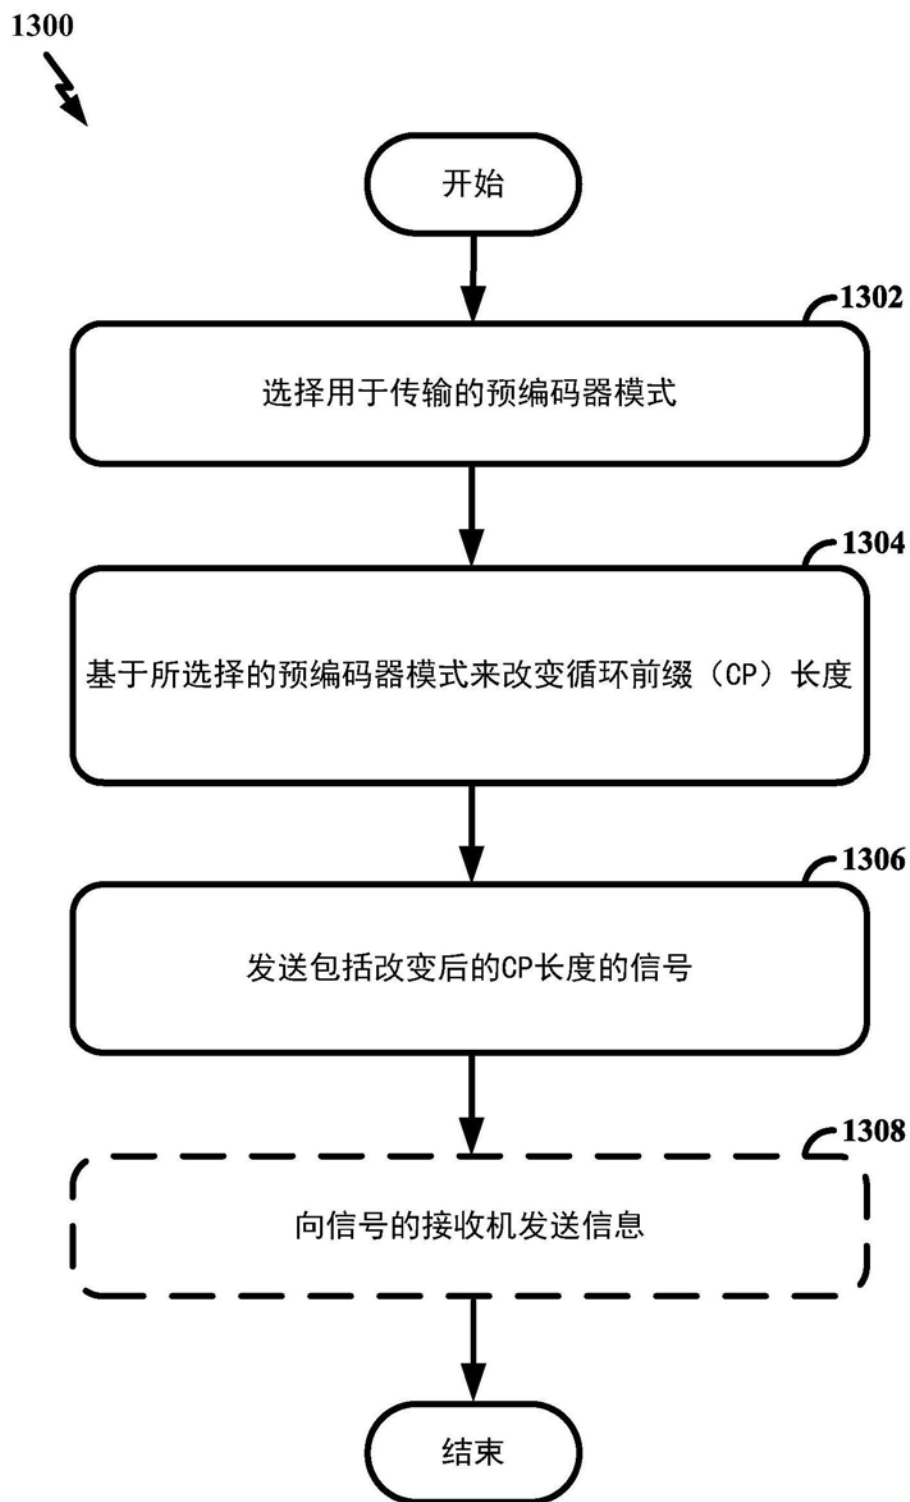 1300
开始
1302
选择用于传输的预编码器模式
1304
基于所选择的预编码器模式来改变循环前缀（CP）长度
1306
发送包括改变后的CP长度的信号
1308
向信号的接收机发送信息
结束